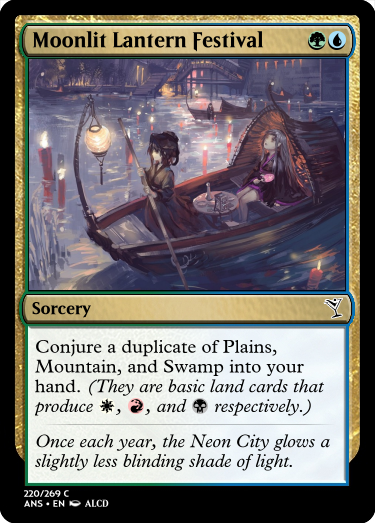 Moonlit Lantern Festival
Sorcery
Conjure a duplicate of Plains,
Mountain, and Swamp into your
hand. (They are basic land cards that
produce , , and respectively.)
Once each year, the Neon City glows a
slightly less blinding shade of light.
220/269 C
ANS • EN ALCD